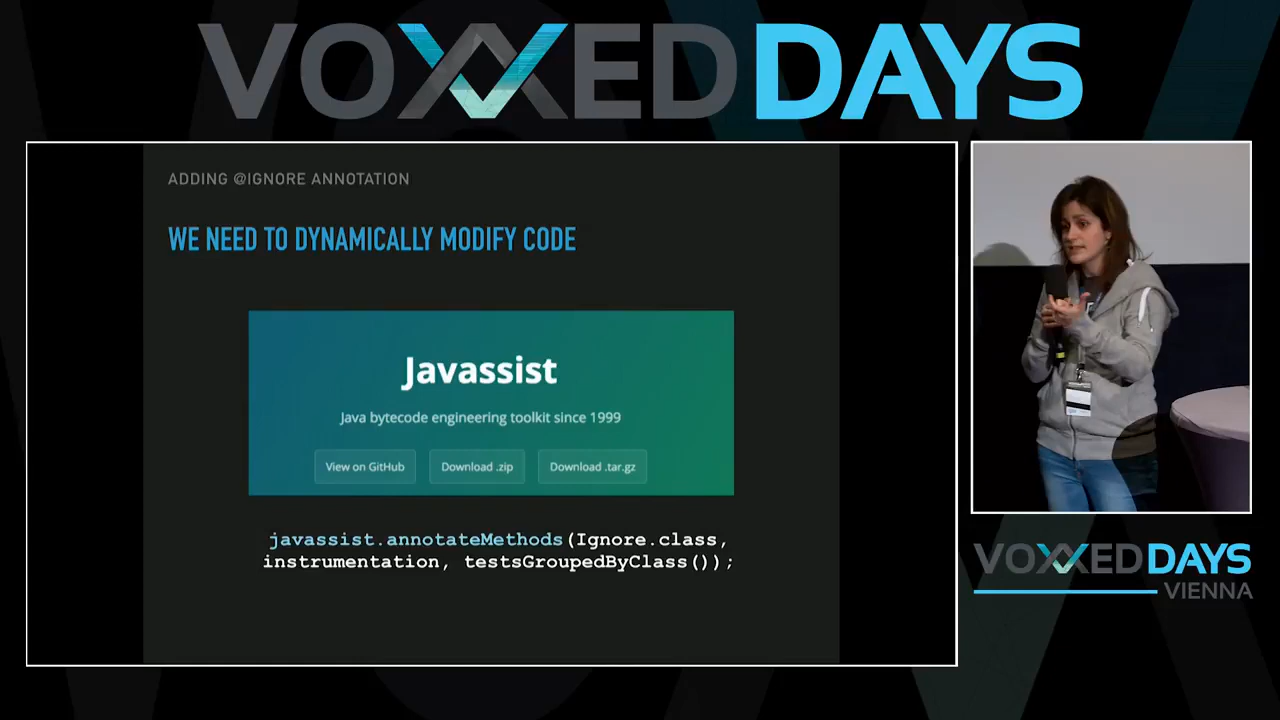 VOXXED DAYS
ADDING @IGNORE ANNOTATION
WE NEED TO DYNAMICALLY MODIFY CODE
Javassist
Java bytecode engineering toolkit since 1999
View on GitHub
Download .zip
Download .tar.gz
javassist.annotateMethods(Ignore.class,
instrumentation, testsGroupedByClass());
VOXXED DAYS
VIENNA